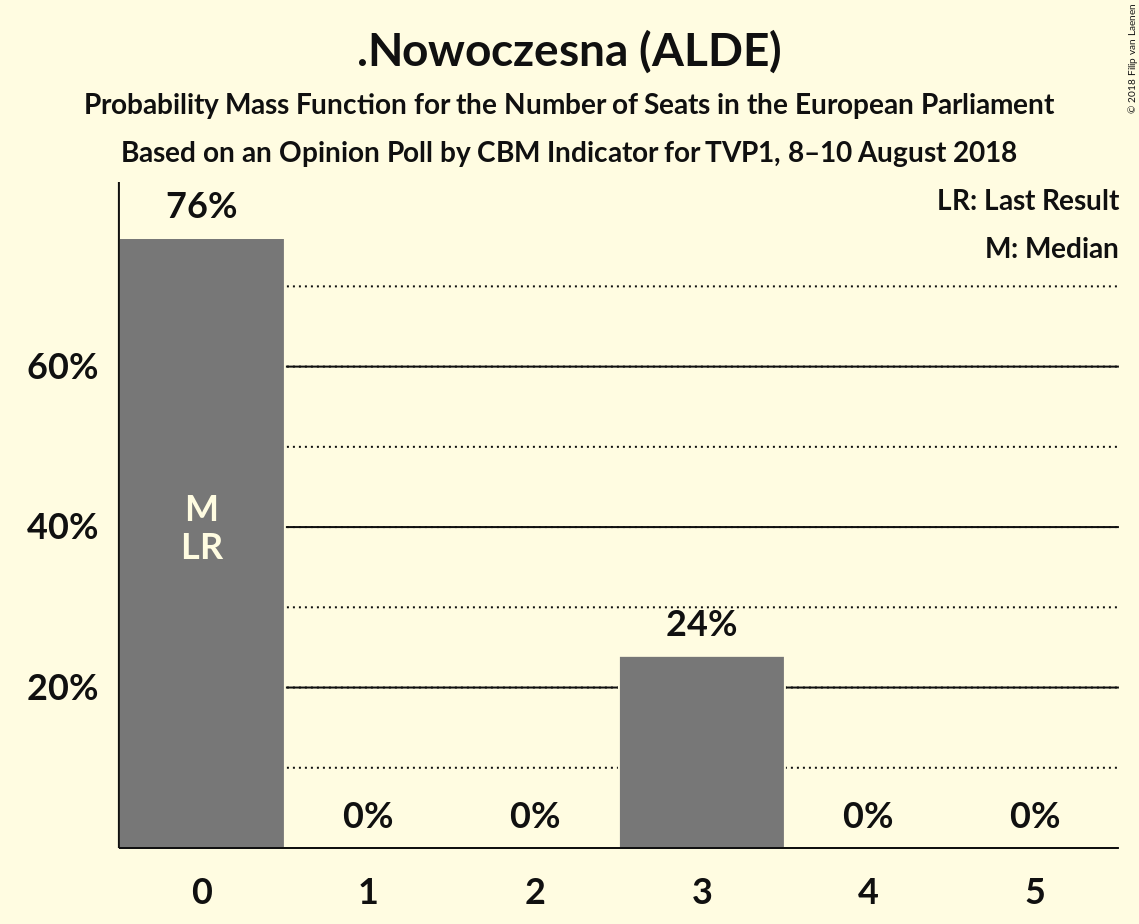 .Nowoczesna (ALDE)
Probability Mass Function for the Number of Seats in the European Parliament
Based on an Opinion Poll by CBM Indicator for TVP1, 8–10 August 2018
© 2018 Filip van Laenen
LR: Last Result
M: Median
76%
60%
M
40%
LR
24%
20%
0%
0%
0%
0%
0
1
2
3
4
5